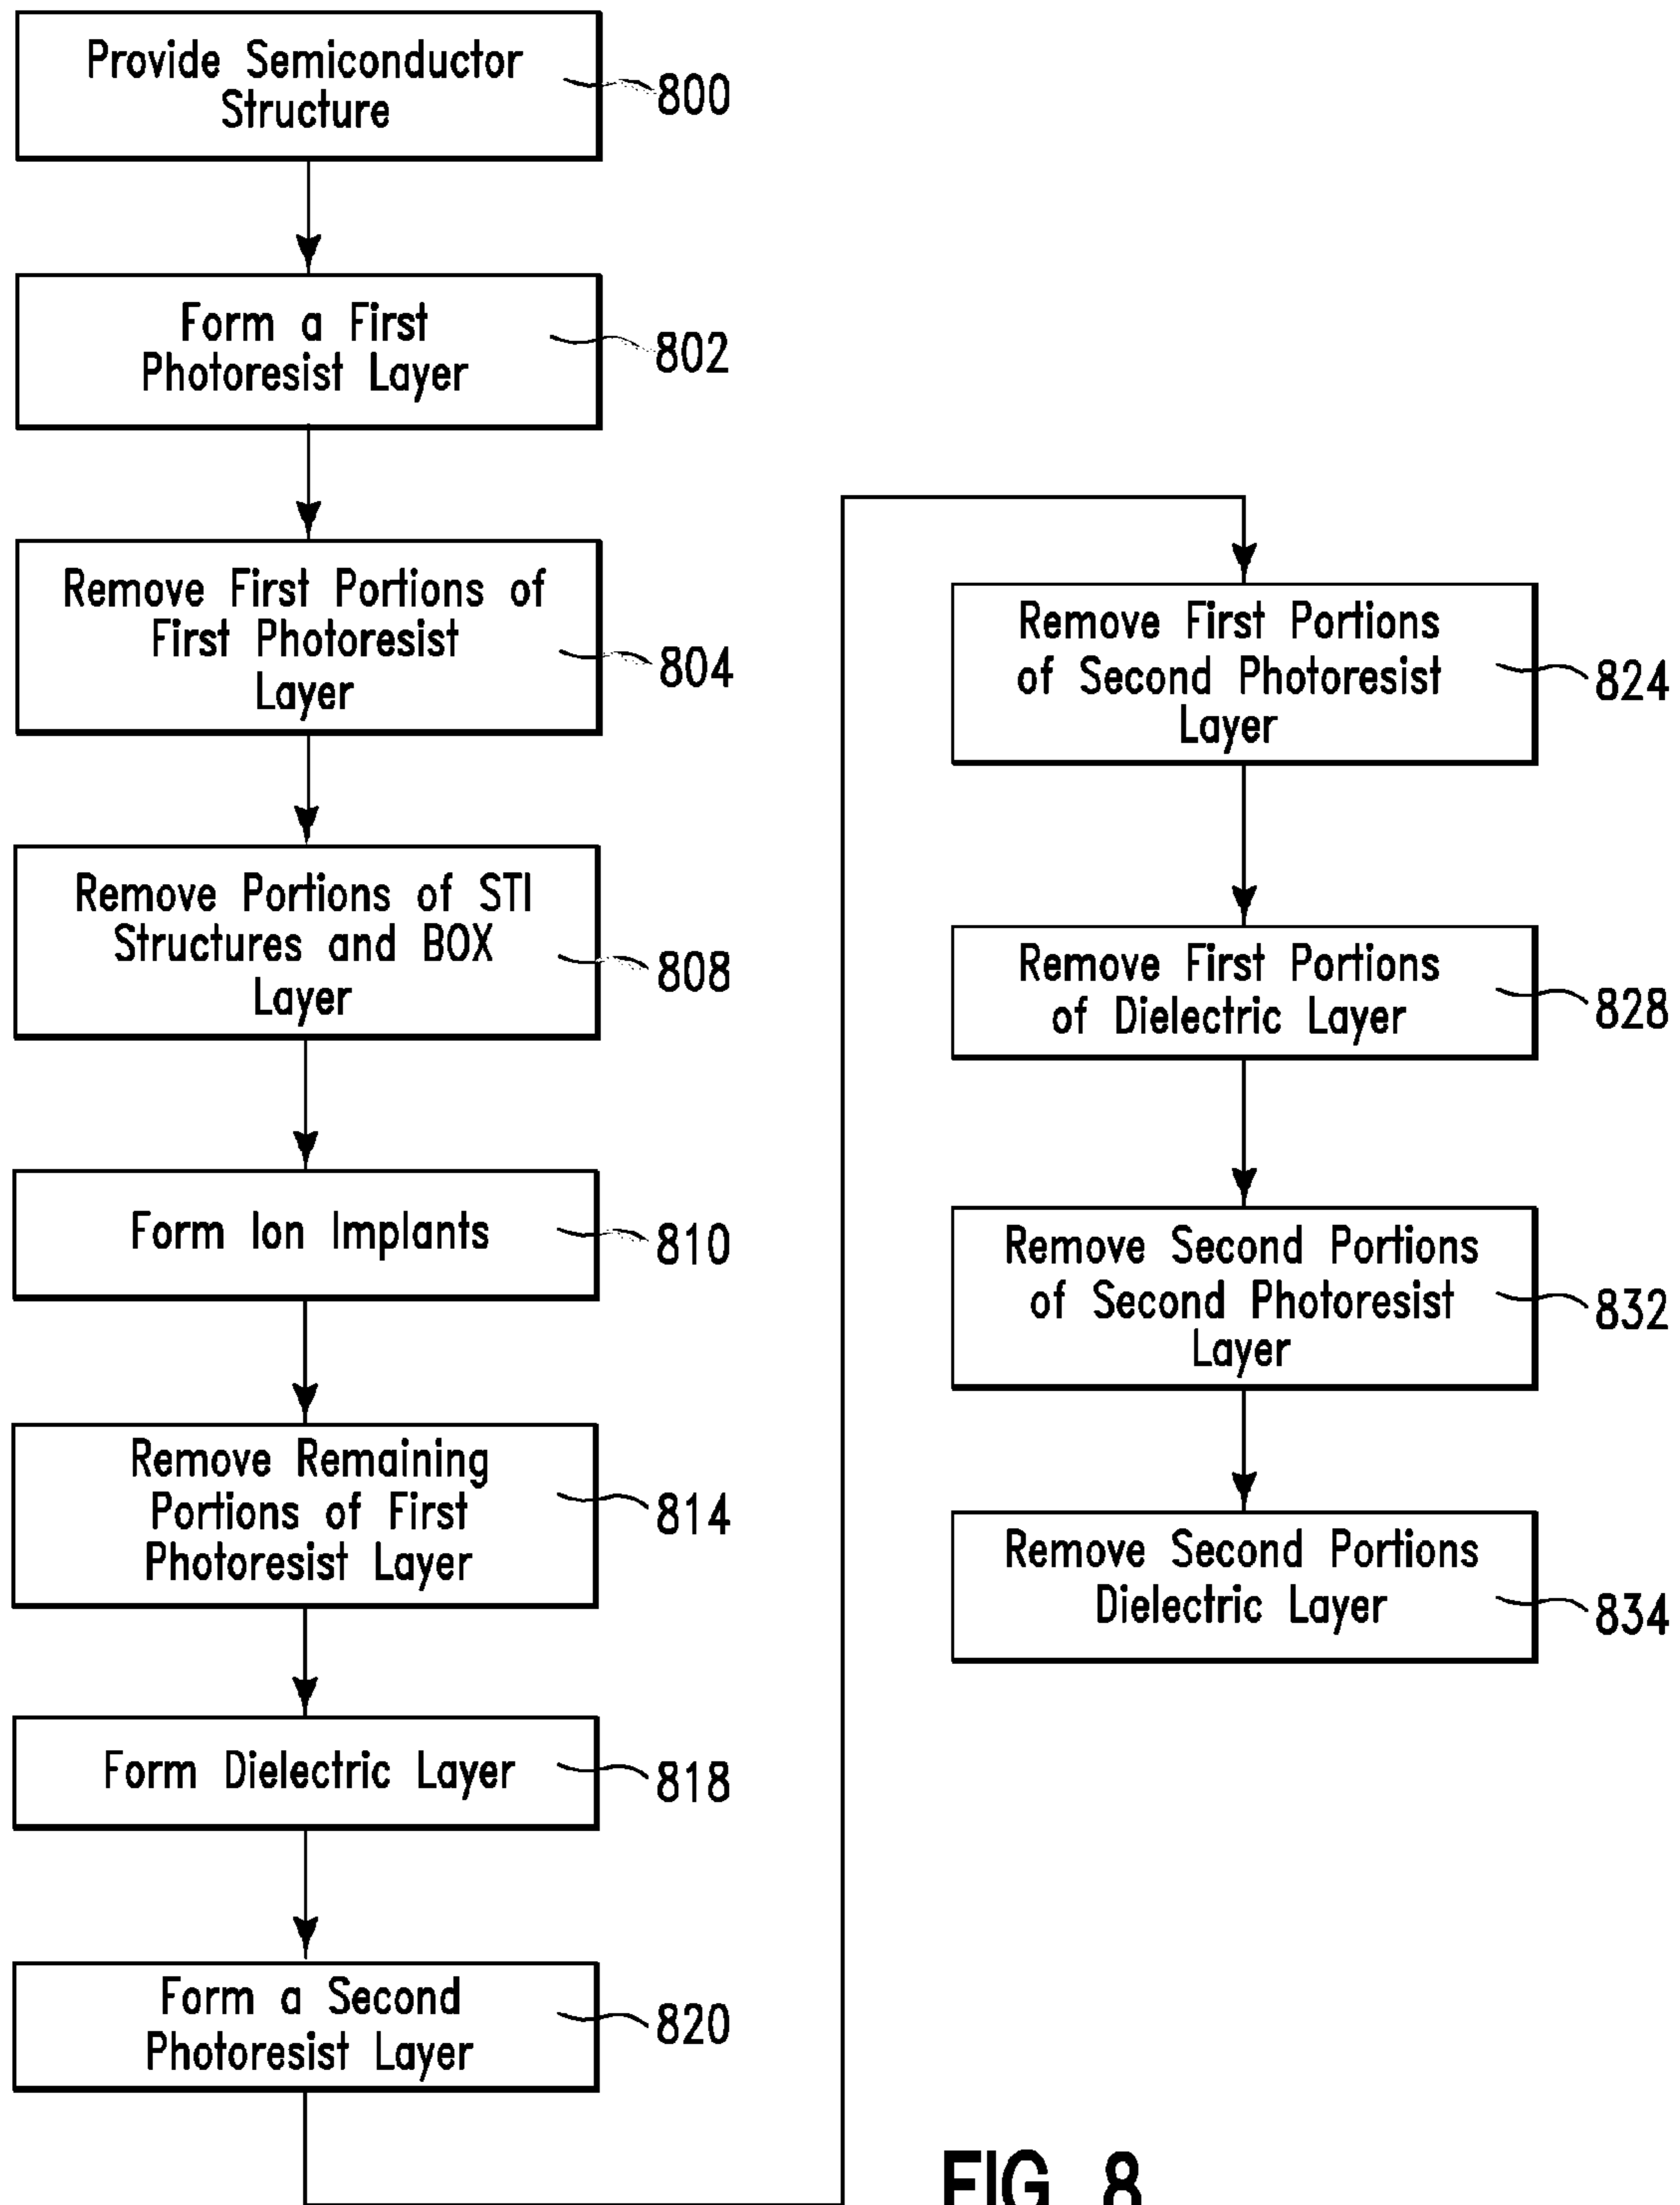 Provide Semiconductor
Structure
800
Form a First
Photoresist Layer
802
Remove First Portions of
First Photoresist
Layer
804
Remove Portions of STI
Structures and BOX
Layer
808
Form Ion Implants
810
Remove Remaining
Portions of First
Photoresist Layer
814
Form Dielectric Layer
818
Form a Second
Photoresist Layer
820
Remove First Portions
of Second Photoresist
Layer
824
Remove First Portions
of Dielectric Layer
828
Remove Second Portions
of Second Photoresist
Layer
832
Remove Second Portions
Dielectric Layer
834
FIG. 8